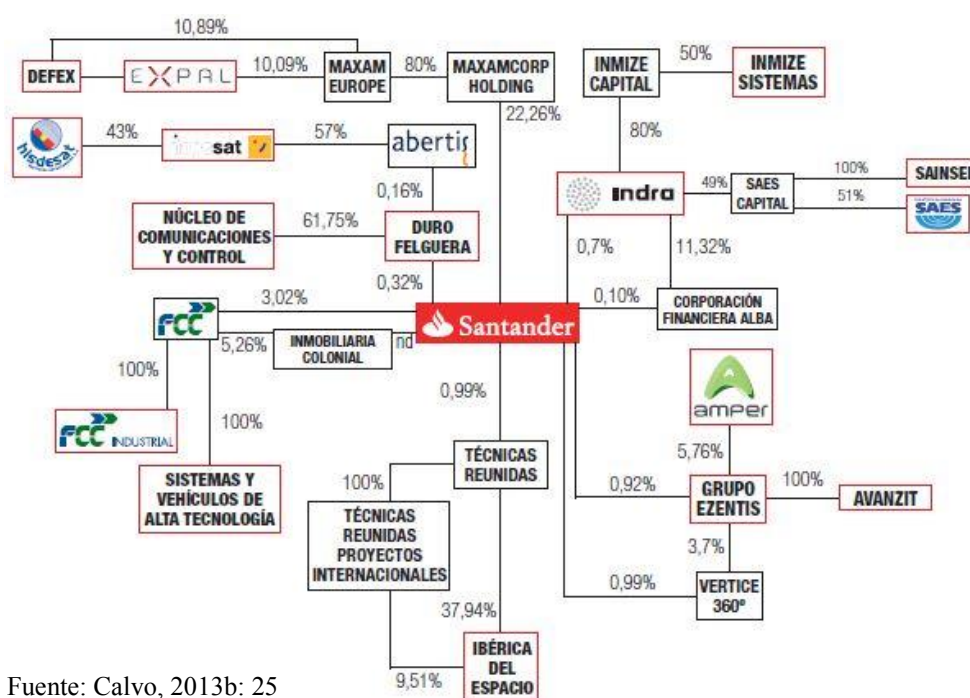 10,89%
DEFEX
EXPAL
10,09%
MAXAM
EUROPE
80%
MAXAMCORP
HOLDING
22,26%
INMIZE
CAPITAL
50%
INMIZE
SISTEMAS
80%
hisdesat
43%
sat
57%
abertis
0,16%
indra
49%
SAES
CAPITAL
100%
SAINSEL
51%
SAES
NÚCLEO DE
COMUNICACIONES
Y CONTROL
61,75%
DURO
FELGUERA
0,32%
0,7%
11,32%
FCC
3,02%
5,26%
INMOBILIARIA
COLONIAL
nd
Santander
0,10%
CORPORACIÓN
FINANCIERA ALBA
100%
FCC INDUSTRIAL
100%
SISTEMAS Y
VEHÍCULOS DE
ALTA TECNOLOGÍA
0,99%
TÉCNICAS
REUNIDAS
100%
TÉCNICAS
REUNIDAS
PROYECTOS
INTERNACIONALES
37,94%
9,51%
IBÉRICA
DEL
ESPACIO
amper
5,76%
0,92%
GRUPO
EZENTIS
100%
AVANZIT
3,7%
0,99%
VERTICE
360º
Fuente: Calvo, 2013b: 25